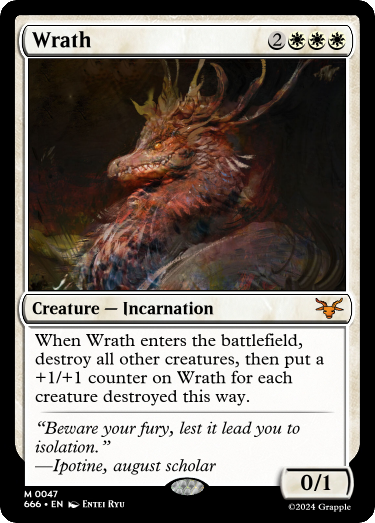 Wrath 2
Creature — Incarnation
When Wrath enters the battlefield,
destroy all other creatures, then put a
+1/+1 counter on Wrath for each
creature destroyed this way.
“Beware your fury, lest it lead you to
isolation.”
—Ipotine, august scholar
0/1
M 0047
666 • EN Entei Ryu
©2024 Grapple